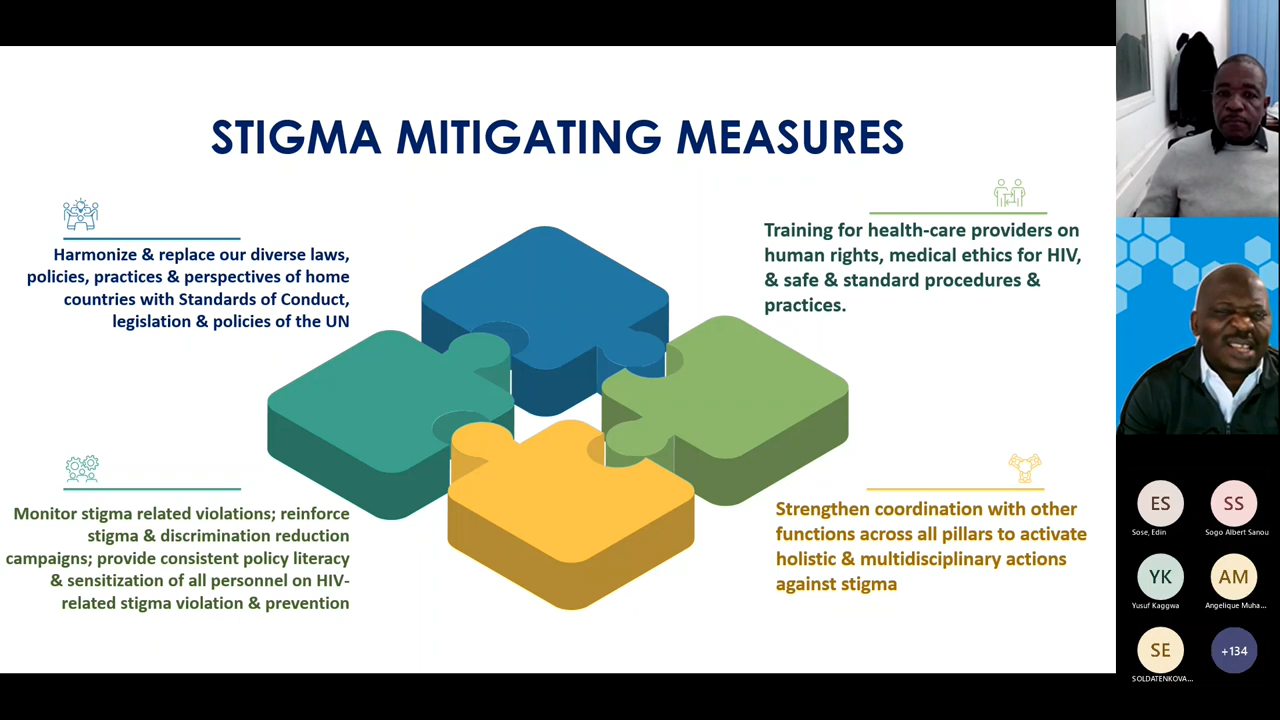 STIGMA MITIGATING MEASURES
Harmonize & replace our diverse laws,
policies, practices & perspectives of home
countries with Standards of Conduct,
legislation & policies of the UN
Training for health-care providers on
human rights, medical ethics for HIV,
& safe & standard procedures &
practices.
Monitor stigma related violations; reinforce
stigma & discrimination reduction
campaigns; provide consistent policy literacy
& sensitization of all personnel on HIV-
related stigma violation & prevention
Strengthen coordination with other
functions across all pillars to activate
holistic & multidisciplinary actions
against stigma
ES
SS
Sose, Edin
Sogo Albert Sanou
YK
AM
Yusuf Kaggwa
Angelique Muha...
SE
+134
SOLDATENKOVA...